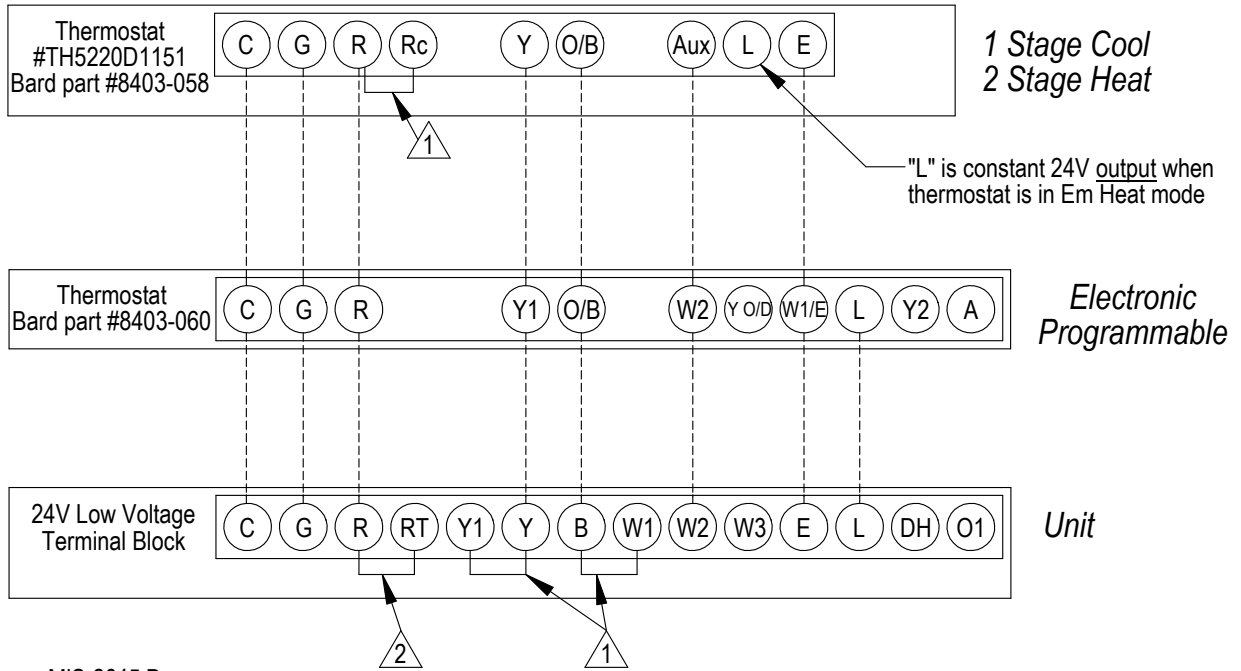 Thermostat
#TH5220D1151
Bard part #8403-058
C G R Rc Y O/B Aux L E
1 Stage Cool
2 Stage Heat
1
"L" is constant 24V output when
thermostat is in Em Heat mode
Thermostat
Bard part #8403-060
C G R Y1 O/B W2 Y O/D W1/E L Y2 A
Electronic
Programmable
24V Low Voltage
Terminal Block
C G R RT Y1 Y B W1 W2 W3 E L DH O1
Unit
2 1